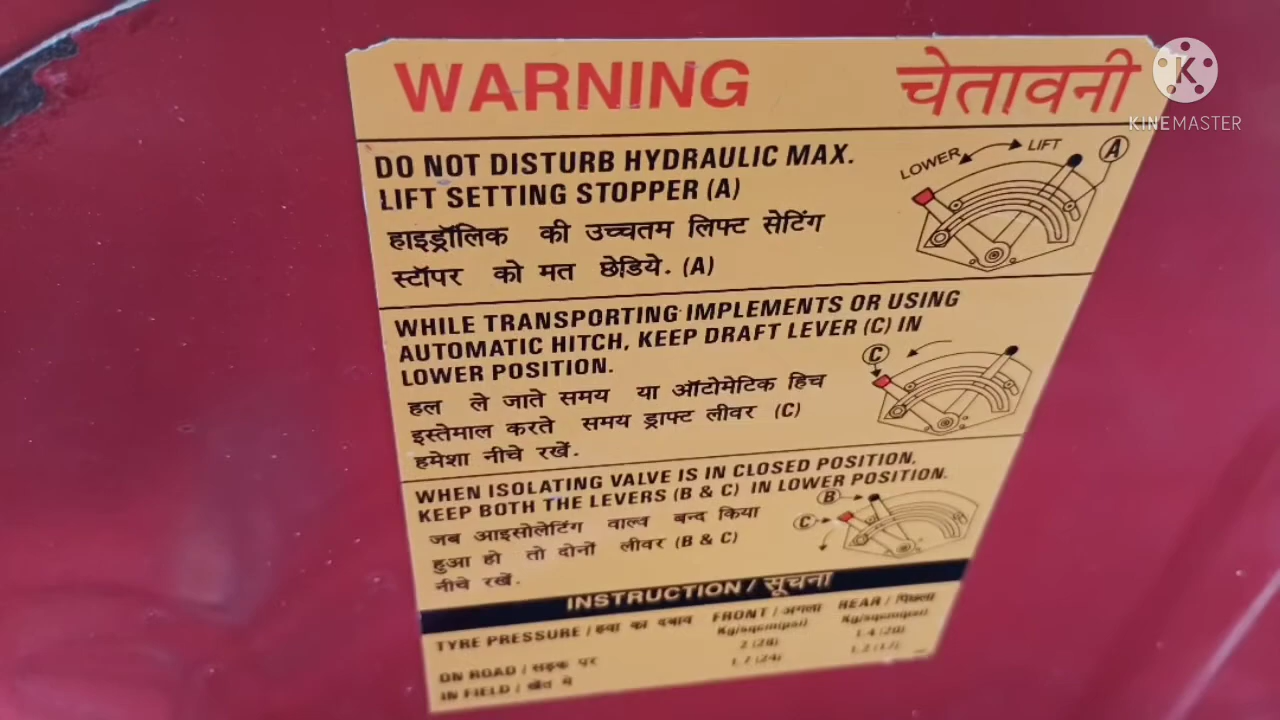 WARNING चेतावनी
KINEMASTER
DO NOT DISTURB HYDRAULIC MAX.
LIFT SETTING STOPPER (A)
हाइड्रॉलिक की उच्चतम लिफ्ट सेटिंग
स्टॉपर को मत छेडिये. (A)
LOWER LIFT A
WHILE TRANSPORTING IMPLEMENTS OR USING
AUTOMATIC HITCH, KEEP DRAFT LEVER (C) IN
LOWER POSITION.
हल ले जाते समय या ऑटोमेटिक हिच
इस्तेमाल करते समय ड्राफ्ट लीवर (C)
हमेशा नीचे रखें.
C
WHEN ISOLATING VALVE IS IN CLOSED POSITION,
KEEP BOTH THE LEVERS (B & C) IN LOWER POSITION.
जब आइसोलेटिंग वाल्व बन्द किया
हुआ हो तो दोनों लीवर (B & C)
नीचे रखें.
B
C
INSTRUCTION / सूचना
TYRE PRESSURE / हवा का दबाव FRONT / अगला REAR / पिछला
Kg/sqcm(psi) Kg/sqcm(psi)
ON ROAD / सड़क पर 2 (28) 1.4 (20)
IN FIELD / खेत में 1.7 (24) 1.2 (17)